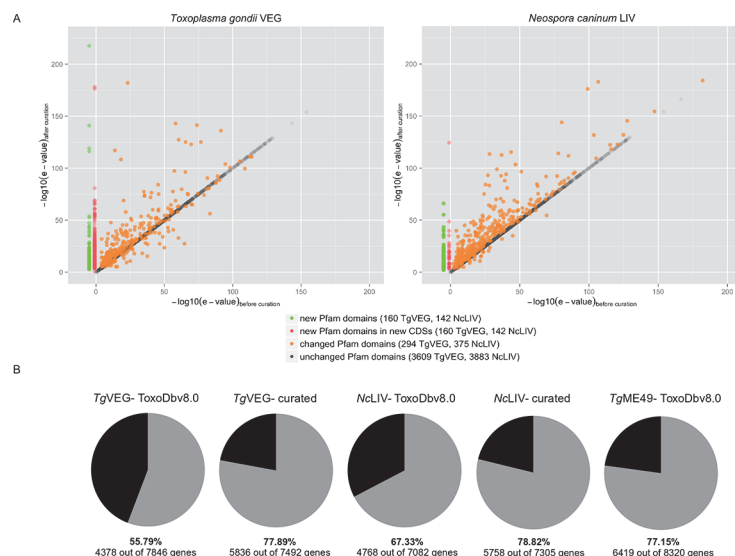 A
Toxoplasma gondii VEG
Neospora caninum LIV
200
150
100
50
0
−log10(e − value)after curation
0
50
100
150
200
−log10(e − value)before curation
200
150
100
50
0
−log10(e − value)after curation
0
50
100
150
200
−log10(e − value)before curation
new Pfam domains (160 TgVEG, 142 NcLIV)
new Pfam domains in new CDSs (160 TgVEG, 142 NcLIV)
changed Pfam domains (294 TgVEG, 375 NcLIV)
unchanged Pfam domains (3609 TgVEG, 3883 NcLIV)
B
TgVEG- ToxoDbv8.0
TgVEG- curated
NcLIV- ToxoDbv8.0
NcLIV- curated
TgME49- ToxoDbv8.0
55.79%
77.89%
67.33%
78.82%
77.15%
4378 out of 7846 genes
5836 out of 7492 genes
4768 out of 7082 genes
5758 out of 7305 genes
6419 out of 8320 genes